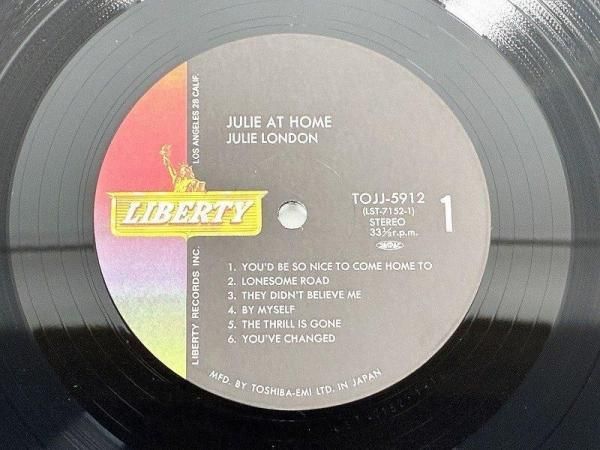 JULIE AT HOME
JULIE LONDON
LOS ANGELES 28 CALIF.
LIBERTY
LIBERTY RECORDS INC.
TOJJ-5912
(LST-7152-1)
STEREO
33⅓r.p.m.
1
1. YOU'D BE SO NICE TO COME HOME TO
2. LONESOME ROAD
3. THEY DIDN'T BELIEVE ME
4. BY MYSELF
5. THE THRILL IS GONE
6. YOU'VE CHANGED
MFD. BY TOSHIBA-EMI LTD. IN JAPAN